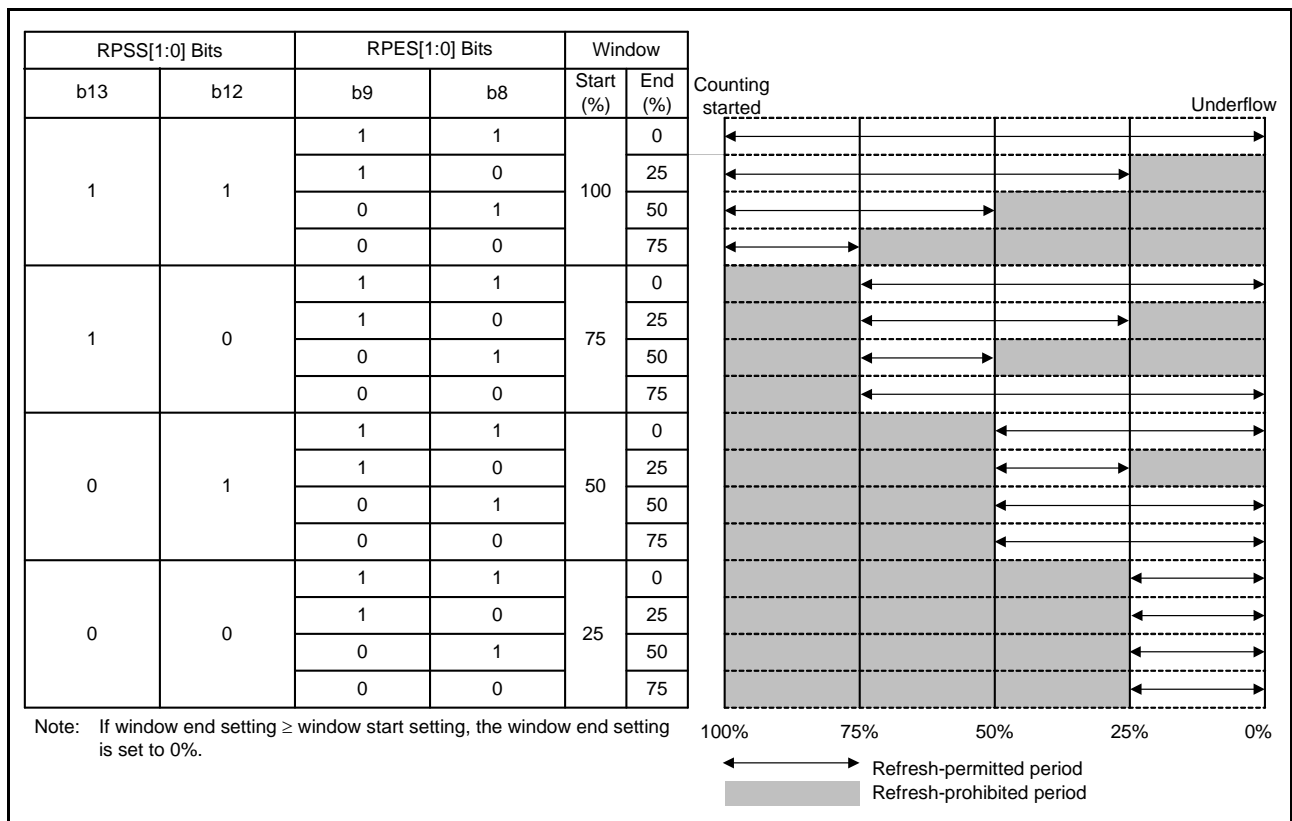 RPSS[1:0] Bits RPES[1:0] Bits Window
b13 b12 b9 b8 Start (%) End (%)
Counting started
Underflow
1 1 1 1 100 0
1 0 25
0 1 50
0 0 75
1 0 1 1 75 0
1 0 25
0 1 50
0 0 75
0 1 1 1 50 0
1 0 25
0 1 50
0 0 75
0 0 1 1 25 0
1 0 25
0 1 50
0 0 75
Note: If window end setting ≥ window start setting, the window end setting
is set to 0%.
100% 75% 50% 25% 0%
Refresh-permitted period
Refresh-prohibited period